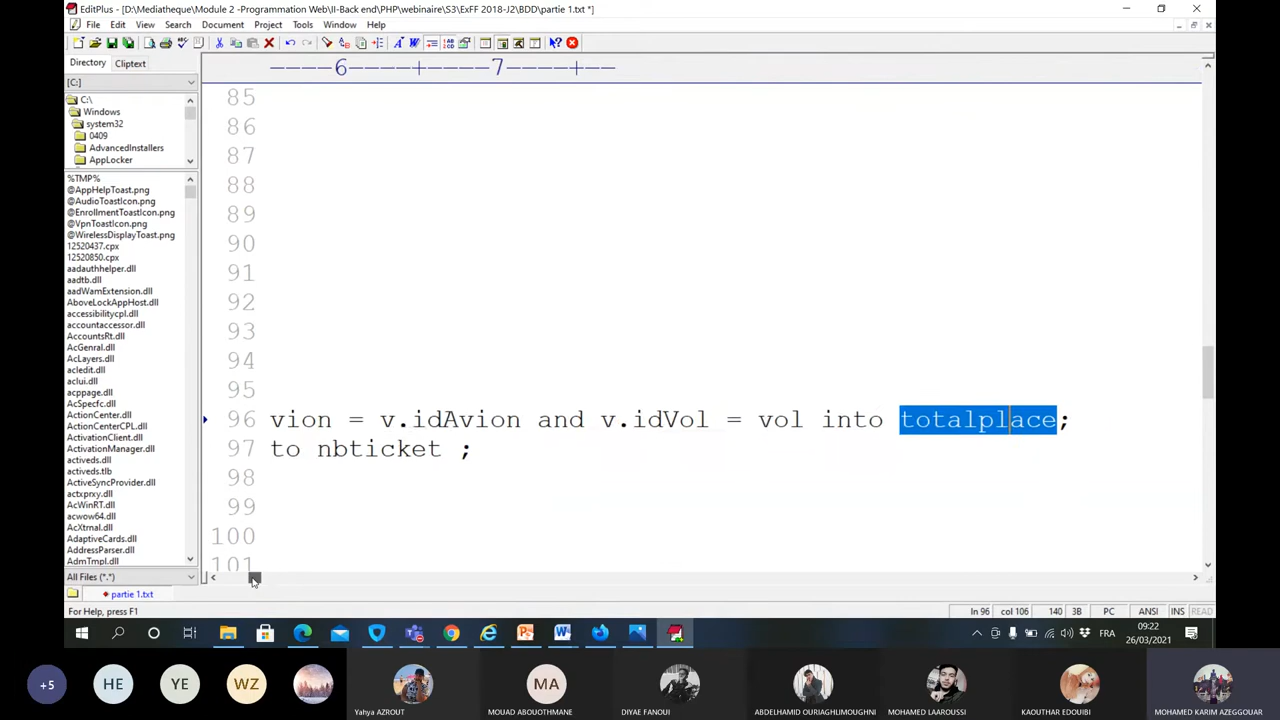 EditPlus - [D:\Mediatheque\Module 2 -Programmation Web\II-Back end\PHP\webinaire\S3\ExFF 2018-J2\BDD\partie 1.txt *]
File Edit View Search Document Project Tools Window Help
Directory Cliptext
[C:]
C:\
Windows
system32
0409
AdvancedInstallers
AppLocker
%TMP%
@AppHelpToast.png
@AudioToastIcon.png
@EnrollmentToastIcon.png
@VpnToastIcon.png
@WirelessDisplayToast.png
12520437.cpx
12520850.cpx
aadauthhelper.dll
aadtb.dll
aadWamExtension.dll
AboveLockAppHost.dll
accessibilitycpl.dll
accountaccessor.dll
AccountsRt.dll
AcGenral.dll
AcLayers.dll
acledit.dll
aclui.dll
acppage.dll
AcSpecfc.dll
ActionCenter.dll
ActionCenterCPL.dll
ActivationClient.dll
ActivationManager.dll
activeds.dll
activeds.tlb
ActiveSyncProvider.dll
actxprxy.dll
AcWinRT.dll
acwow64.dll
AcXtrnal.dll
AdaptiveCards.dll
AddressParser.dll
AdmTmpl.dll
All Files (*.*)
----6----+----7----+--
85
86
87
88
89
90
91
92
93
94
95
96 vion = v.idAvion and v.idVol = vol into totalplace;
97 to nbticket ;
98
99
100
101
partie 1.txt
For Help, press F1
ln 96 col 106 140 3B PC ANSI INS READ
FRA
09:22
26/03/2021
+5
HE
YE
WZ
MA
Yahya AZROUT
MOUAD ABOUOTHMANE
DIYAE FANOUI
ABDELHAMID OURIAGHLIMOUGHNI
MOHAMED LAAROUSSI
KAOUTHAR EDOUIBI
MOHAMED KARIM AZEGGOUAR